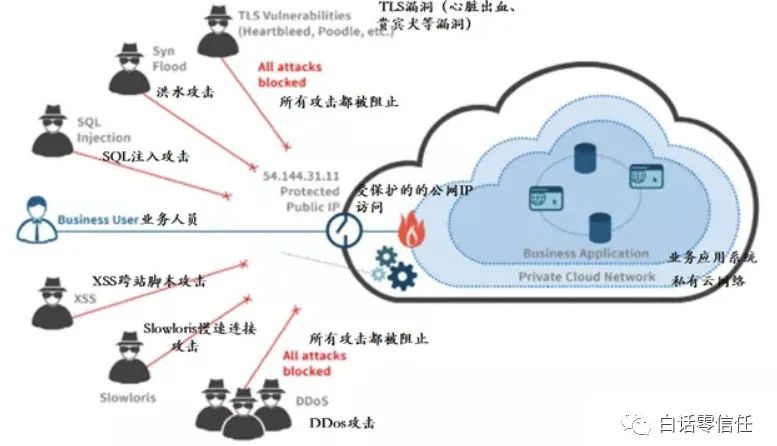 TLS Vulnerabilities
(Heartbleed, Poodle, etc.)
TLS漏洞（心脏出血、
貴宾犬等漏洞）
Syn
Flood
洪水攻击
All attacks
blocked
所有攻击都被阻止
SQL
Injection
SQL注入攻击
54.144.31.11
Protected
Public IP
受保护的的公网IP
访问
Business User
业务人员
Business Application
业务应用系统
Private Cloud Network
私有云网络
XSS跨站脚本攻击
XSS
Slowloris慢速连接
攻击
Slowloris
所有攻击都被阻止
All attacks
blocked
DDoS
DDos攻击
白话零信任